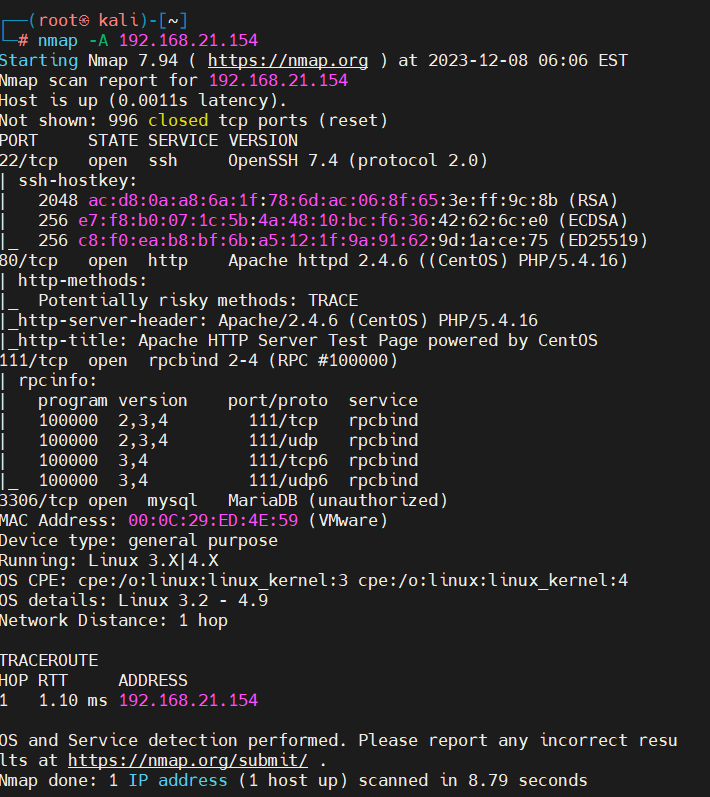 ┌──(root㉿ kali)-[~]
└─# nmap -A 192.168.21.154
Starting Nmap 7.94 ( https://nmap.org ) at 2023-12-08 06:06 EST
Nmap scan report for 192.168.21.154
Host is up (0.0011s latency).
Not shown: 996 closed tcp ports (reset)
PORT     STATE SERVICE VERSION
22/tcp   open  ssh     OpenSSH 7.4 (protocol 2.0)
| ssh-hostkey:
|   2048 ac:d8:0a:a8:6a:1f:78:6d:ac:06:8f:65:3e:ff:9c:8b (RSA)
|   256 e7:f8:b0:07:1c:5b:4a:48:10:bc:f6:36:42:62:6c:e0 (ECDSA)
|_  256 c8:f0:ea:b8:bf:6b:a5:12:1f:9a:91:62:9d:1a:ce:75 (ED25519)
80/tcp   open  http    Apache httpd 2.4.6 ((CentOS) PHP/5.4.16)
| http-methods:
|_  Potentially risky methods: TRACE
|_http-server-header: Apache/2.4.6 (CentOS) PHP/5.4.16
|_http-title: Apache HTTP Server Test Page powered by CentOS
111/tcp  open  rpcbind 2-4 (RPC #100000)
| rpcinfo:
|   program version    port/proto  service
|   100000  2,3,4        111/tcp   rpcbind
|   100000  2,3,4        111/udp   rpcbind
|   100000  3,4          111/tcp6  rpcbind
|_  100000  3,4          111/udp6  rpcbind
3306/tcp open  mysql   MariaDB (unauthorized)
MAC Address: 00:0C:29:ED:4E:59 (VMware)
Device type: general purpose
Running: Linux 3.X|4.X
OS CPE: cpe:/o:linux:linux_kernel:3 cpe:/o:linux:linux_kernel:4
OS details: Linux 3.2 - 4.9
Network Distance: 1 hop
TRACEROUTE
HOP RTT     ADDRESS
1   1.10 ms 192.168.21.154
OS and Service detection performed. Please report any incorrect resu
lts at https://nmap.org/submit/ .
Nmap done: 1 IP address (1 host up) scanned in 8.79 seconds